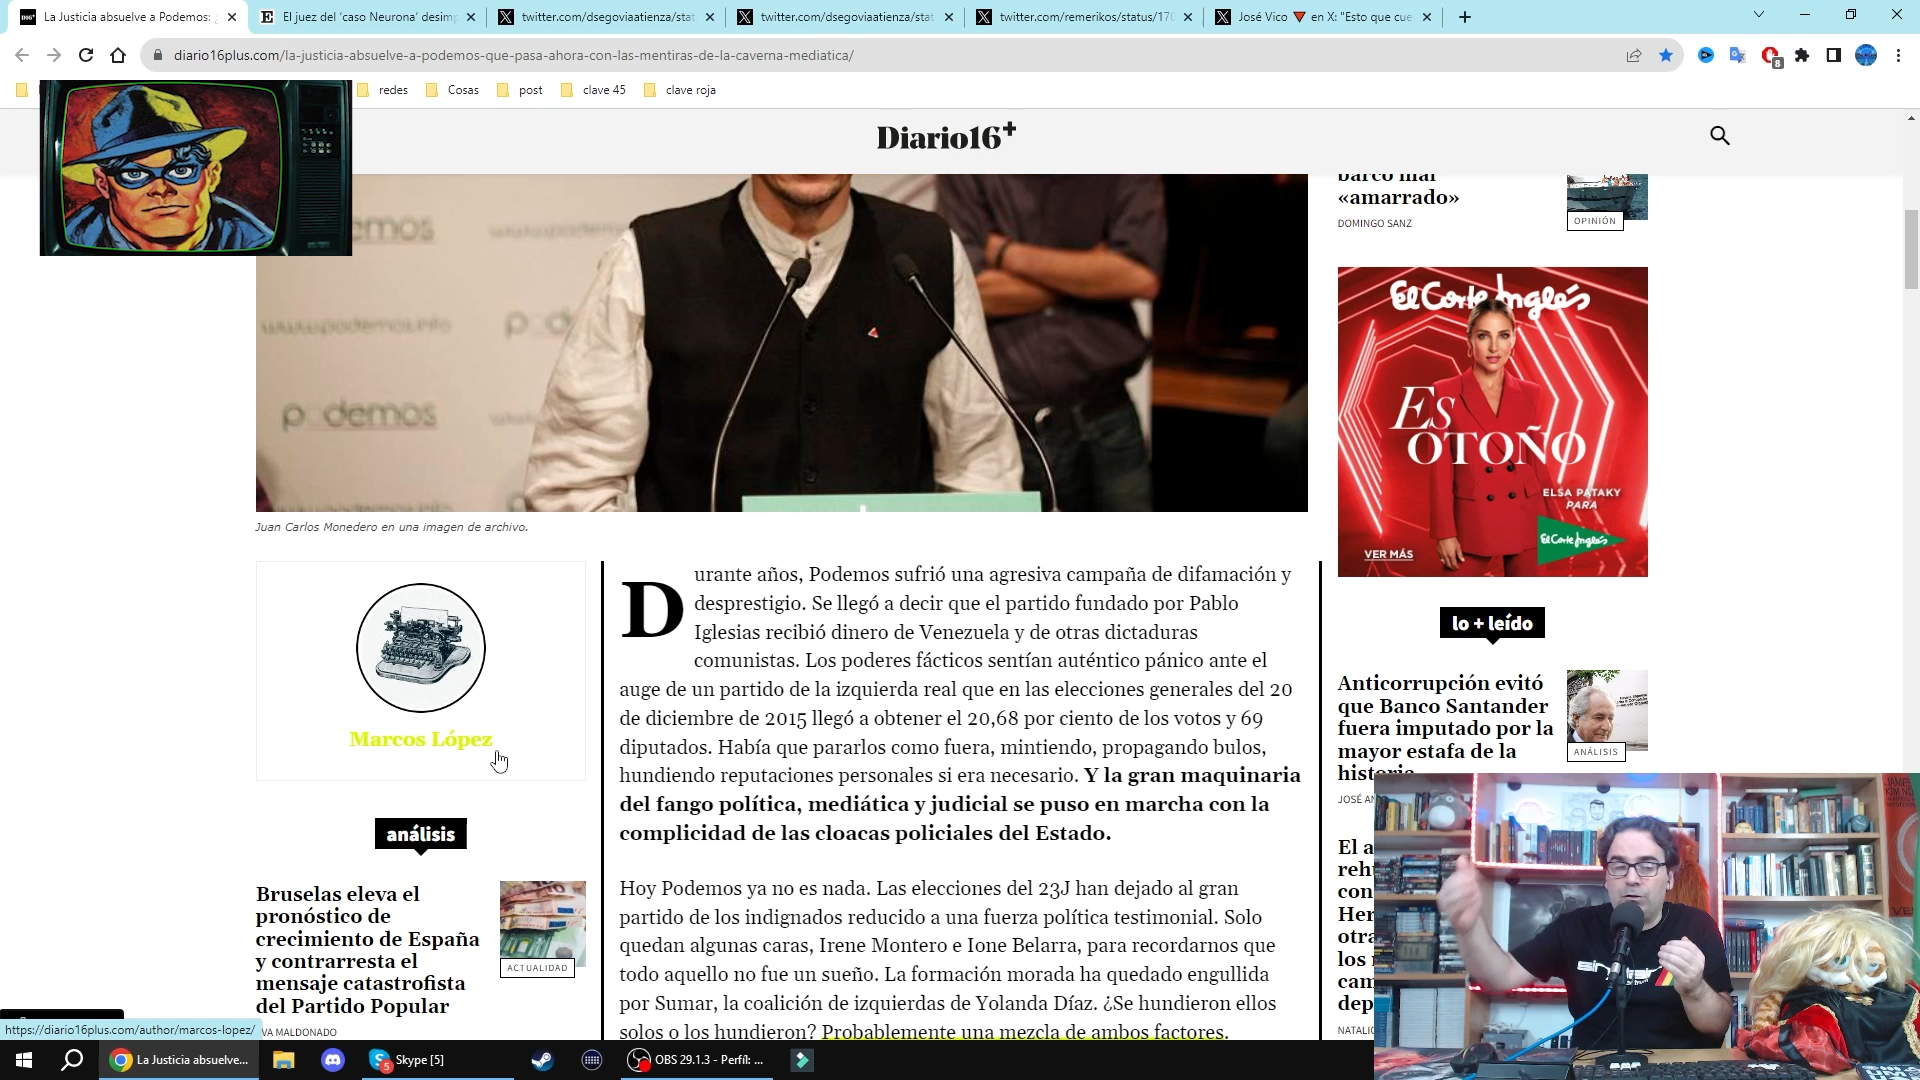 La Justicia absuelve a Podemos: ¿
El juez del 'caso Neurona' desimp
twitter.com/dsegoviaatienza/stat
twitter.com/dsegoviaatienza/stat
twitter.com/remerikos/status/170
José Vico 🔻 en X: "Esto que cue
diario16plus.com/la-justicia-absuelve-a-podemos-que-pasa-ahora-con-las-mentiras-de-la-caverna-mediatica/
8
redes
Cosas
post
clave 45
clave roja
Diario16+
barco mal
«amarrado»
DOMINGO SANZ
OPINIÓN
podemos
www.podemos.info
podemos
El Corte Inglés
Es
OTOÑO
ELSA PATAKY
PARA
El Corte Inglés
VER MÁS
Juan Carlos Monedero en una imagen de archivo.
Marcos López
análisis
Bruselas eleva el
pronóstico de
crecimiento de España
y contrarresta el
mensaje catastrofista
del Partido Popular
VA MALDONADO
ACTUALIDAD
Durante años, Podemos sufrió una agresiva campaña de difamación y
desprestigio. Se llegó a decir que el partido fundado por Pablo
Iglesias recibió dinero de Venezuela y de otras dictaduras
comunistas. Los poderes fácticos sentían auténtico pánico ante el
auge de un partido de la izquierda real que en las elecciones generales del 20
de diciembre de 2015 llegó a obtener el 20,68 por ciento de los votos y 69
diputados. Había que pararlos como fuera, mintiendo, propagando bulos,
hundiendo reputaciones personales si era necesario. Y la gran maquinaria
del fango político, mediática y judicial se puso en marcha con la
complicidad de las cloacas policiales del Estado.
Hoy Podemos ya no es nada. Las elecciones del 23J han dejado al gran
partido de los indignados reducido a una fuerza política testimonial. Solo
quedan algunas caras, Irene Montero e Ione Belarra, para recordarnos que
todo aquello no fue un sueño. La formación morada ha quedado engullida
por Sumar, la coalición de izquierdas de Yolanda Díaz. ¿Se hundieron ellos
solos o los hundieron? Probablemente una mezcla de ambos factores.
lo + leído
Anticorrupción evitó
que Banco Santander
fuera imputado por la
mayor estafa de la
historia
JOSÉ AN
ANÁLISIS
El a
reh
con
Her
otra
los
cam
dep
NATALIO
https://diario16plus.com/author/marcos-lopez/
La Justicia absuelve...
5
Skype [5]
OBS 29.1.3 - Perfil: ...